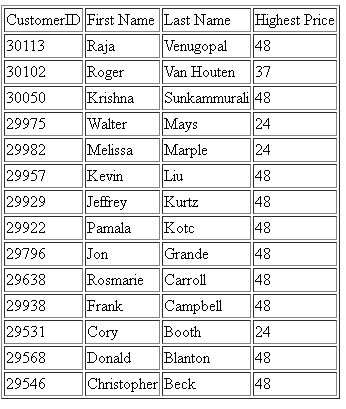 CustomerID First Name Last Name Highest Price
30113 Raja Venugopal 48
30102 Roger Van Houten 37
30050 Krishna Sunkammurali 48
29975 Walter Mays 24
29982 Melissa Marple 24
29957 Kevin Liu 48
29929 Jeffrey Kurtz 48
29922 Pamala Kotc 48
29796 Jon Grande 48
29638 Rosmarie Carroll 48
29938 Frank Campbell 48
29531 Cory Booth 24
29568 Donald Blanton 48
29546 Christopher Beck 48